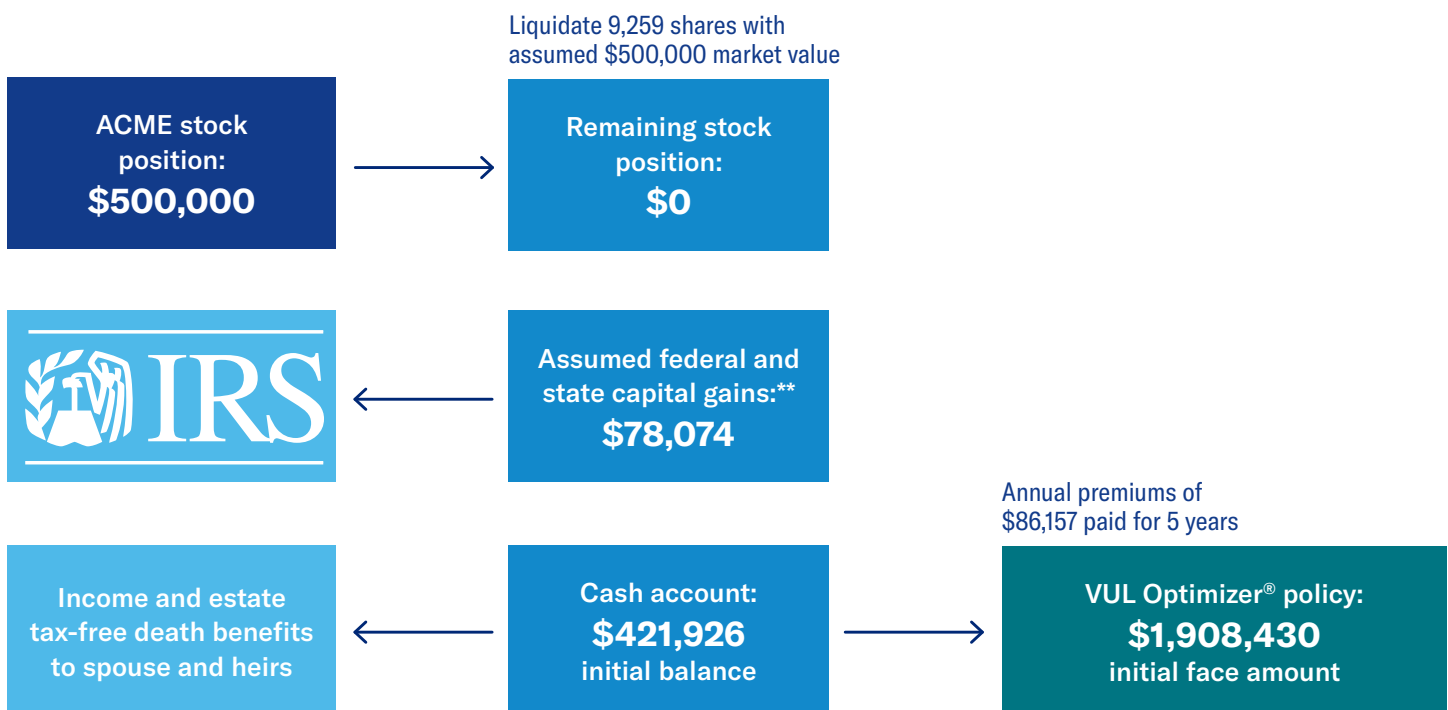 Liquidate 9,259 shares with
assumed $500,000 market value
ACME stock
position:
$500,000
Remaining stock
position:
$0
IRS
Assumed federal and
state capital gains:**
$78,074
Annual premiums of
$86,157 paid for 5 years
Income and estate
tax-free death benefits
to spouse and heirs
Cash account:
$421,926
initial balance
VUL Optimizer® policy:
$1,908,430
initial face amount